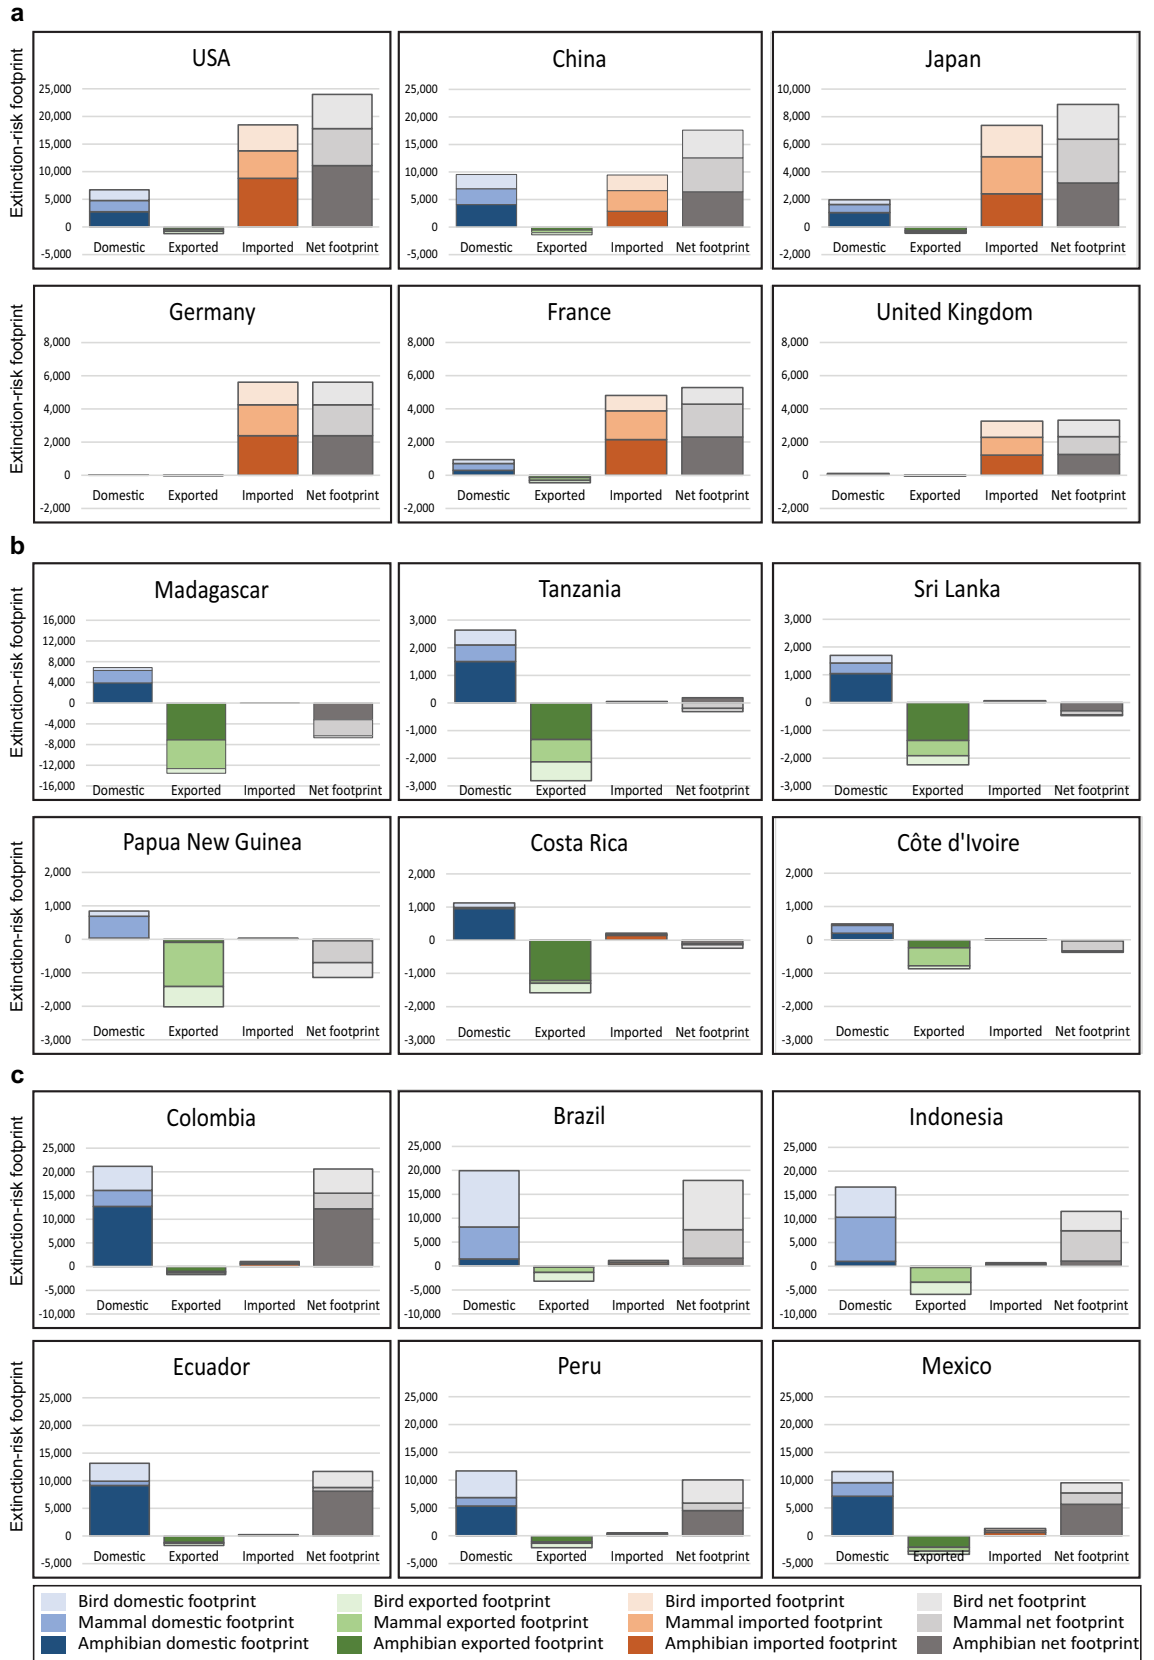 a
Extinction-risk footprint
USA
25,000
20,000
15,000
10,000
5,000
0
-5,000
Domestic Exported Imported Net footprint
China
25,000
20,000
15,000
10,000
5,000
0
-5,000
Domestic Exported Imported Net footprint
Japan
10,000
8,000
6,000
4,000
2,000
0
-2,000
Domestic Exported Imported Net footprint
Extinction-risk footprint
Germany
8,000
6,000
4,000
2,000
0
-2,000
Domestic Exported Imported Net footprint
France
8,000
6,000
4,000
2,000
0
-2,000
Domestic Exported Imported Net footprint
United Kingdom
8,000
6,000
4,000
2,000
0
-2,000
Domestic Exported Imported Net footprint
b
Extinction-risk footprint
Madagascar
16,000
12,000
8,000
4,000
0
-4,000
-8,000
-12,000
-16,000
Domestic Exported Imported Net footprint
Tanzania
3,000
2,000
1,000
0
-1,000
-2,000
-3,000
Domestic Exported Imported Net footprint
Sri Lanka
3,000
2,000
1,000
0
-1,000
-2,000
-3,000
Domestic Exported Imported Net footprint
Extinction-risk footprint
Papua New Guinea
2,000
1,000
0
-1,000
-2,000
-3,000
Domestic Exported Imported Net footprint
Costa Rica
2,000
1,000
0
-1,000
-2,000
-3,000
Domestic Exported Imported Net footprint
Côte d'Ivoire
2,000
1,000
0
-1,000
-2,000
-3,000
Domestic Exported Imported Net footprint
c
Extinction-risk footprint
Colombia
25,000
20,000
15,000
10,000
5,000
0
-5,000
-10,000
Domestic Exported Imported Net footprint
Brazil
25,000
20,000
15,000
10,000
5,000
0
-5,000
-10,000
Domestic Exported Imported Net footprint
Indonesia
25,000
20,000
15,000
10,000
5,000
0
-5,000
-10,000
Domestic Exported Imported Net footprint
Extinction-risk footprint
Ecuador
25,000
20,000
15,000
10,000
5,000
0
-5,000
Domestic Exported Imported Net footprint
Peru
25,000
20,000
15,000
10,000
5,000
0
-5,000
Domestic Exported Imported Net footprint
Mexico
25,000
20,000
15,000
10,000
5,000
0
-5,000
Domestic Exported Imported Net footprint
Bird domestic footprint Bird exported footprint Bird imported footprint Bird net footprint
Mammal domestic footprint Mammal exported footprint Mammal imported footprint Mammal net footprint
Amphibian domestic footprint Amphibian exported footprint Amphibian imported footprint Amphibian net footprint